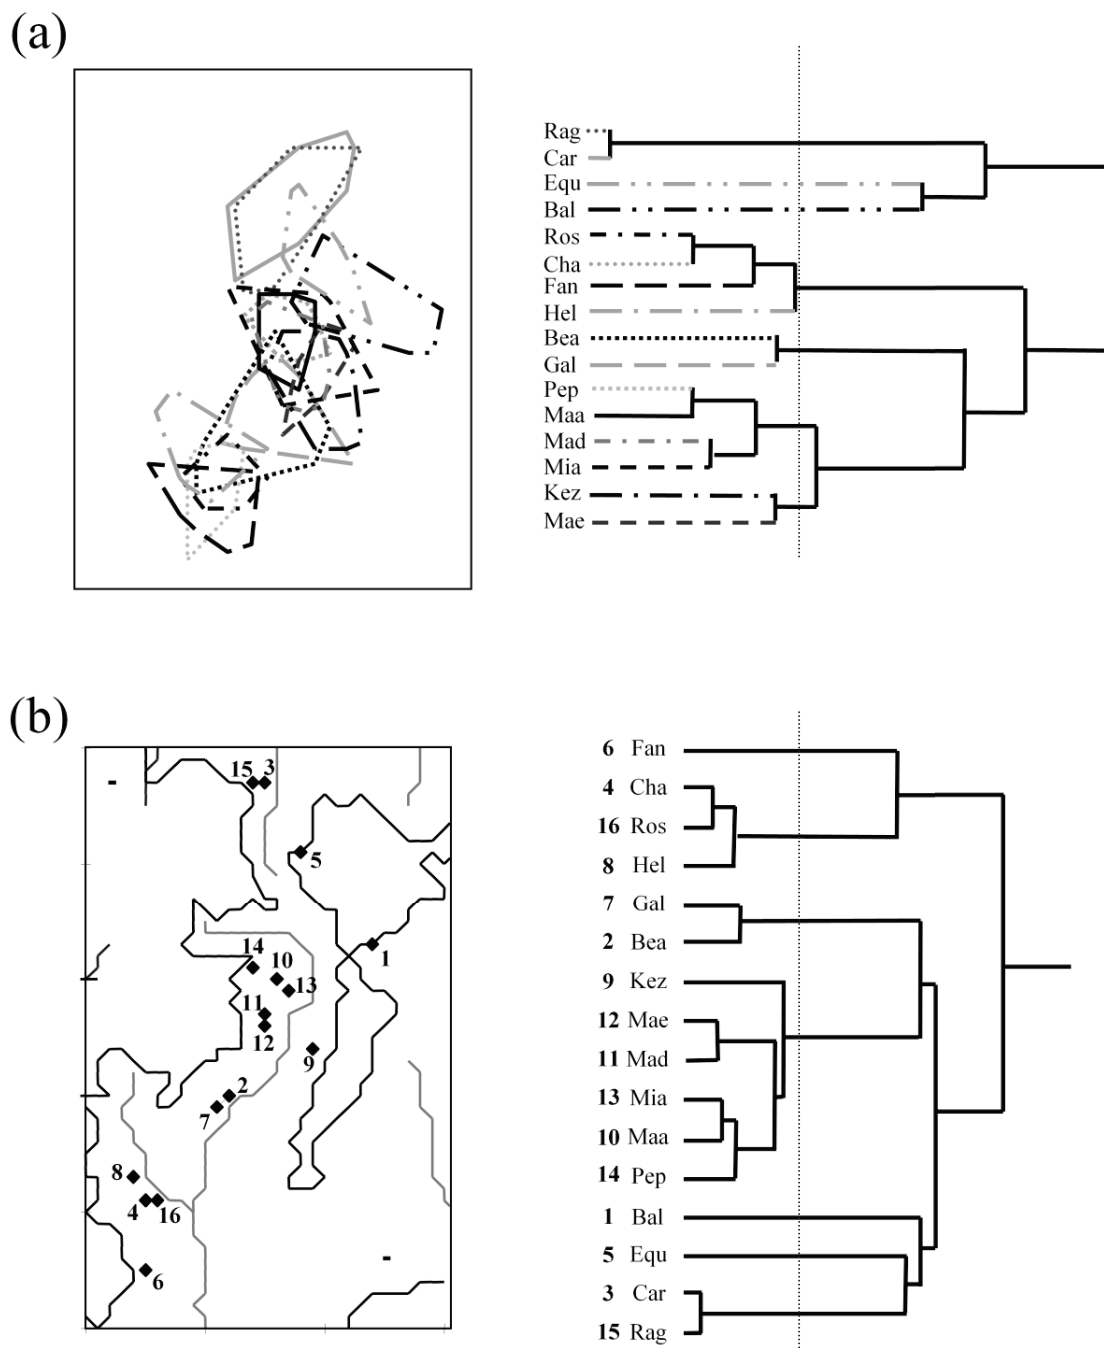 (a)
Rag
Car
Equ
Bal
Ros
Cha
Fan
Hel
Bea
Gal
Pep
Maa
Mad
Mia
Kez
Mae
(b)
15 3
5
1
14
10
13
11
12
9
2
7
8
4 16
6
6 Fan
4 Cha
16 Ros
8 Hel
7 Gal
2 Bea
9 Kez
12 Mae
11 Mad
13 Mia
10 Maa
14 Pep
1 Bal
5 Equ
3 Car
15 Rag